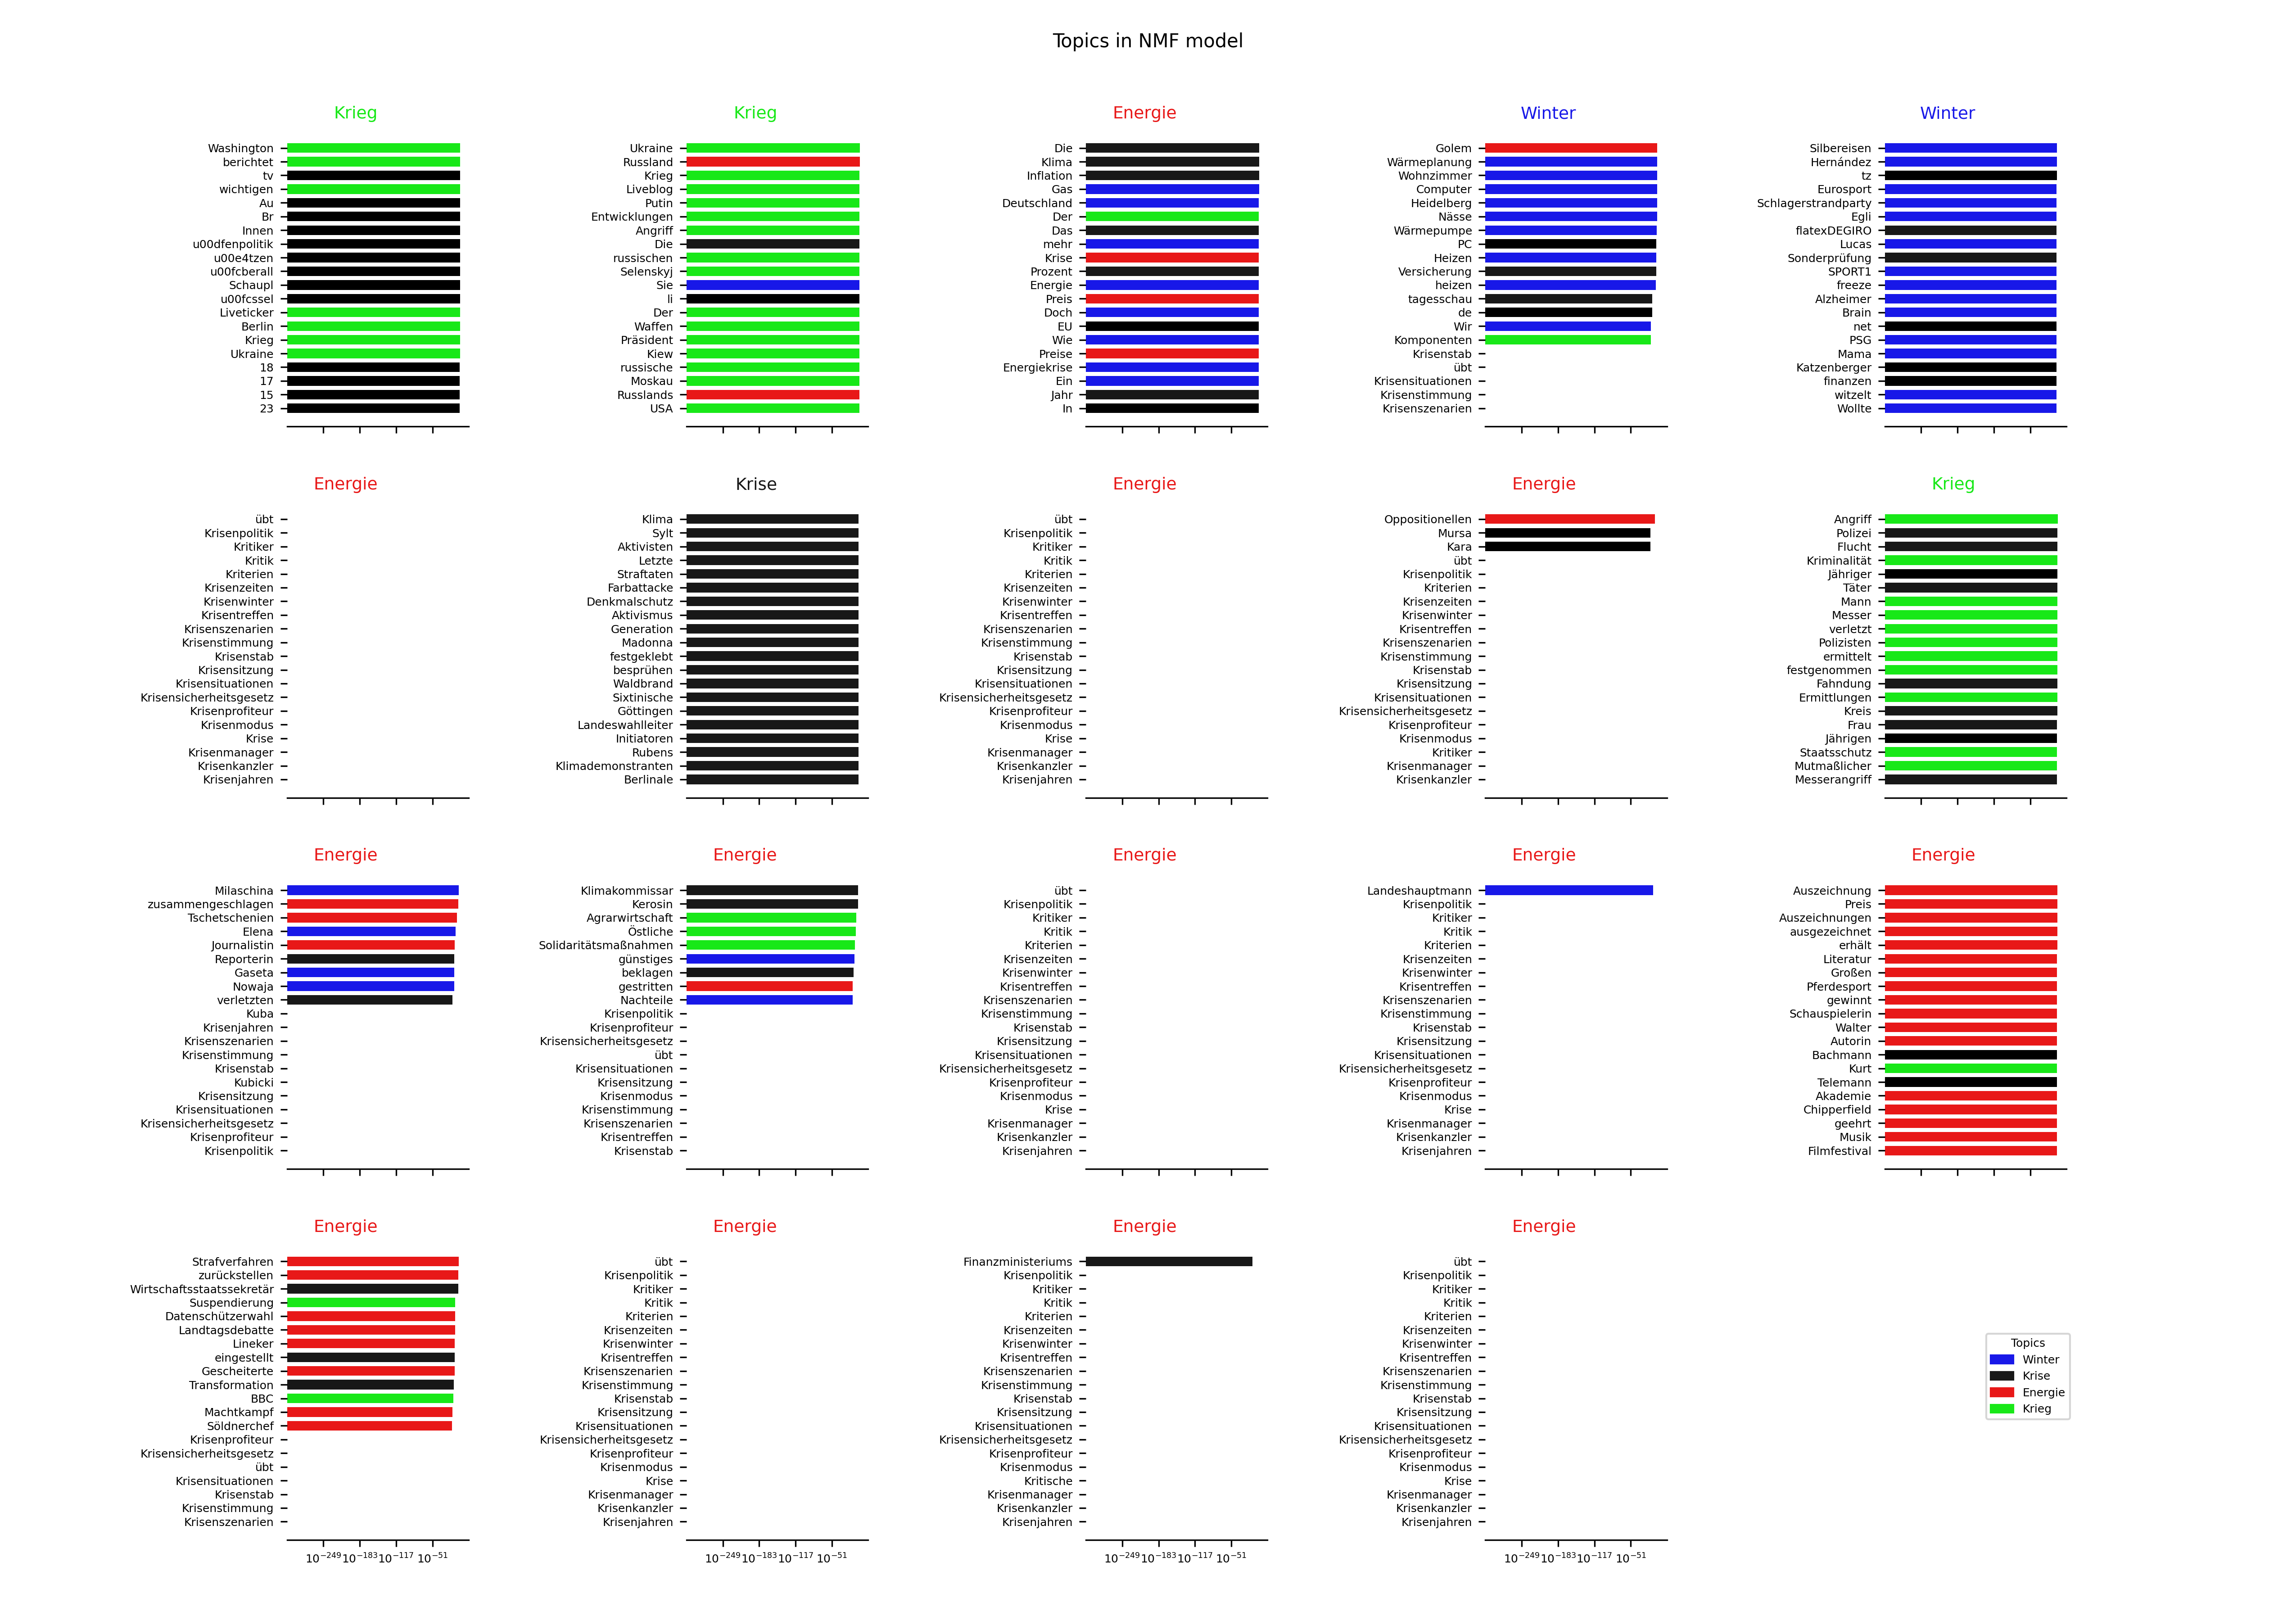 Topics in NMF model
Krieg
Washington
berichtet
tv
wichtigen
Au
Br
Innen
u00dfenpolitik
u00e4tzen
u00fcberall
Schaupl
u00fcssel
Liveticker
Berlin
Krieg
Ukraine
18
17
15
23
Krieg
Ukraine
Russland
Krieg
Liveblog
Putin
Entwicklungen
Angriff
Die
russischen
Selenskyj
Sie
li
Der
Waffen
Präsident
Kiew
russische
Moskau
Russlands
USA
Energie
Die
Klima
Inflation
Gas
Deutschland
Der
Das
mehr
Krise
Prozent
Energie
Preis
Doch
EU
Wie
Preise
Energiekrise
Ein
Jahr
In
Winter
Golem
Wärmeplanung
Wohnzimmer
Computer
Heidelberg
Nässe
Wärmepumpe
PC
Heizen
Versicherung
heizen
tagesschau
de
Wir
Komponenten
Krisenstab
übt
Krisensituationen
Krisenstimmung
Krisenszenarien
Winter
Silbereisen
Hernández
tz
Eurosport
Schlagerstrandparty
Egli
flatexDEGIRO
Lucas
Sonderprüfung
SPORT1
freeze
Alzheimer
Brain
net
PSG
Mama
Katzenberger
finanzen
witzelt
Wollte
Energie
übt
Krisenpolitik
Kritiker
Kritik
Kriterien
Krisenzeiten
Krisenwinter
Krisentreffen
Krisenszenarien
Krisenstimmung
Krisenstab
Krisensitzung
Krisensituationen
Krisensicherheitsgesetz
Krisenprofiteur
Krisenmodus
Krise
Krisenmanager
Krisenkanzler
Krisenjahren
Krise
Klima
Sylt
Aktivisten
Letzte
Straftaten
Farbattacke
Denkmalschutz
Aktivismus
Generation
Madonna
festgeklebt
besprühen
Waldbrand
Sixtinische
Göttingen
Landeswahlleiter
Initiatoren
Rubens
Klimademonstranten
Berlinale
Energie
übt
Krisenpolitik
Kritiker
Kritik
Kriterien
Krisenzeiten
Krisenwinter
Krisentreffen
Krisenszenarien
Krisenstimmung
Krisenstab
Krisensitzung
Krisensituationen
Krisensicherheitsgesetz
Krisenprofiteur
Krisenmodus
Krise
Krisenmanager
Krisenkanzler
Krisenjahren
Energie
Oppositionellen
Mursa
Kara
übt
Krisenpolitik
Kriterien
Krisenzeiten
Krisenwinter
Krisentreffen
Krisenszenarien
Krisenstimmung
Krisenstab
Krisensitzung
Krisensituationen
Krisensicherheitsgesetz
Krisenprofiteur
Krisenmodus
Kritiker
Krisenmanager
Krisenkanzler
Krieg
Angriff
Polizei
Flucht
Kriminalität
Jähriger
Täter
Mann
Messer
verletzt
Polizisten
ermittelt
festgenommen
Fahndung
Ermittlungen
Kreis
Frau
Jährigen
Staatsschutz
Mutmaßlicher
Messerangriff
Energie
Milaschina
zusammengeschlagen
Tschetschenien
Elena
Journalistin
Reporterin
Gaseta
Nowaja
verletzten
Kuba
Krisenjahren
Krisenszenarien
Krisenstimmung
Krisenstab
Kubicki
Krisensitzung
Krisensituationen
Krisensicherheitsgesetz
Krisenprofiteur
Krisenpolitik
Energie
Klimakommissar
Kerosin
Agrarwirtschaft
Östliche
Solidaritätsmaßnahmen
günstiges
beklagen
gestritten
Nachteile
Krisenpolitik
Krisenprofiteur
Krisensicherheitsgesetz
übt
Krisensituationen
Krisensitzung
Krisenmodus
Krisenstimmung
Krisenszenarien
Krisentreffen
Krisenstab
Energie
übt
Krisenpolitik
Kritiker
Kritik
Kriterien
Krisenzeiten
Krisenwinter
Krisentreffen
Krisenszenarien
Krisenstimmung
Krisenstab
Krisensitzung
Krisensituationen
Krisensicherheitsgesetz
Krisenprofiteur
Krisenmodus
Krise
Krisenmanager
Krisenkanzler
Krisenjahren
Energie
Landeshauptmann
Krisenpolitik
Kritiker
Kritik
Kriterien
Krisenzeiten
Krisenwinter
Krisentreffen
Krisenszenarien
Krisenstimmung
Krisenstab
Krisensitzung
Krisensituationen
Krisensicherheitsgesetz
Krisenprofiteur
Krisenmodus
Krise
Krisenmanager
Krisenkanzler
Krisenjahren
Energie
Auszeichnung
Preis
Auszeichnungen
ausgezeichnet
erhält
Literatur
Großen
Pferdesport
gewinnt
Schauspielerin
Walter
Autorin
Bachmann
Kurt
Telemann
Akademie
Chipperfield
geehrt
Musik
Filmfestival
Energie
Strafverfahren
zurückstellen
Wirtschaftsstaatssekretär
Suspendierung
Datenschützerwahl
Landtagsdebatte
Lineker
eingestellt
Gescheiterte
Transformation
BBC
Machtkampf
Söldnerchef
Krisenprofiteur
Krisensicherheitsgesetz
übt
Krisensituationen
Krisenstab
Krisenstimmung
Krisenszenarien
10^-249 10^-183 10^-117 10^-51
Energie
übt
Krisenpolitik
Kritiker
Kritik
Kriterien
Krisenzeiten
Krisenwinter
Krisentreffen
Krisenszenarien
Krisenstimmung
Krisenstab
Krisensitzung
Krisensituationen
Krisensicherheitsgesetz
Krisenprofiteur
Krisenmodus
Krise
Krisenmanager
Krisenkanzler
Krisenjahren
10^-249 10^-183 10^-117 10^-51
Energie
Finanzministeriums
Krisenpolitik
Kritiker
Kritik
Kriterien
Krisenzeiten
Krisenwinter
Krisentreffen
Krisenszenarien
Krisenstimmung
Krisenstab
Krisensitzung
Krisensituationen
Krisensicherheitsgesetz
Krisenprofiteur
Krisenmodus
Kritische
Krisenmanager
Krisenkanzler
Krisenjahren
10^-249 10^-183 10^-117 10^-51
Energie
übt
Krisenpolitik
Kritiker
Kritik
Kriterien
Krisenzeiten
Krisenwinter
Krisentreffen
Krisenszenarien
Krisenstimmung
Krisenstab
Krisensitzung
Krisensituationen
Krisensicherheitsgesetz
Krisenprofiteur
Krisenmodus
Krise
Krisenmanager
Krisenkanzler
Krisenjahren
10^-249 10^-183 10^-117 10^-51
Topics
Winter
Krise
Energie
Krieg